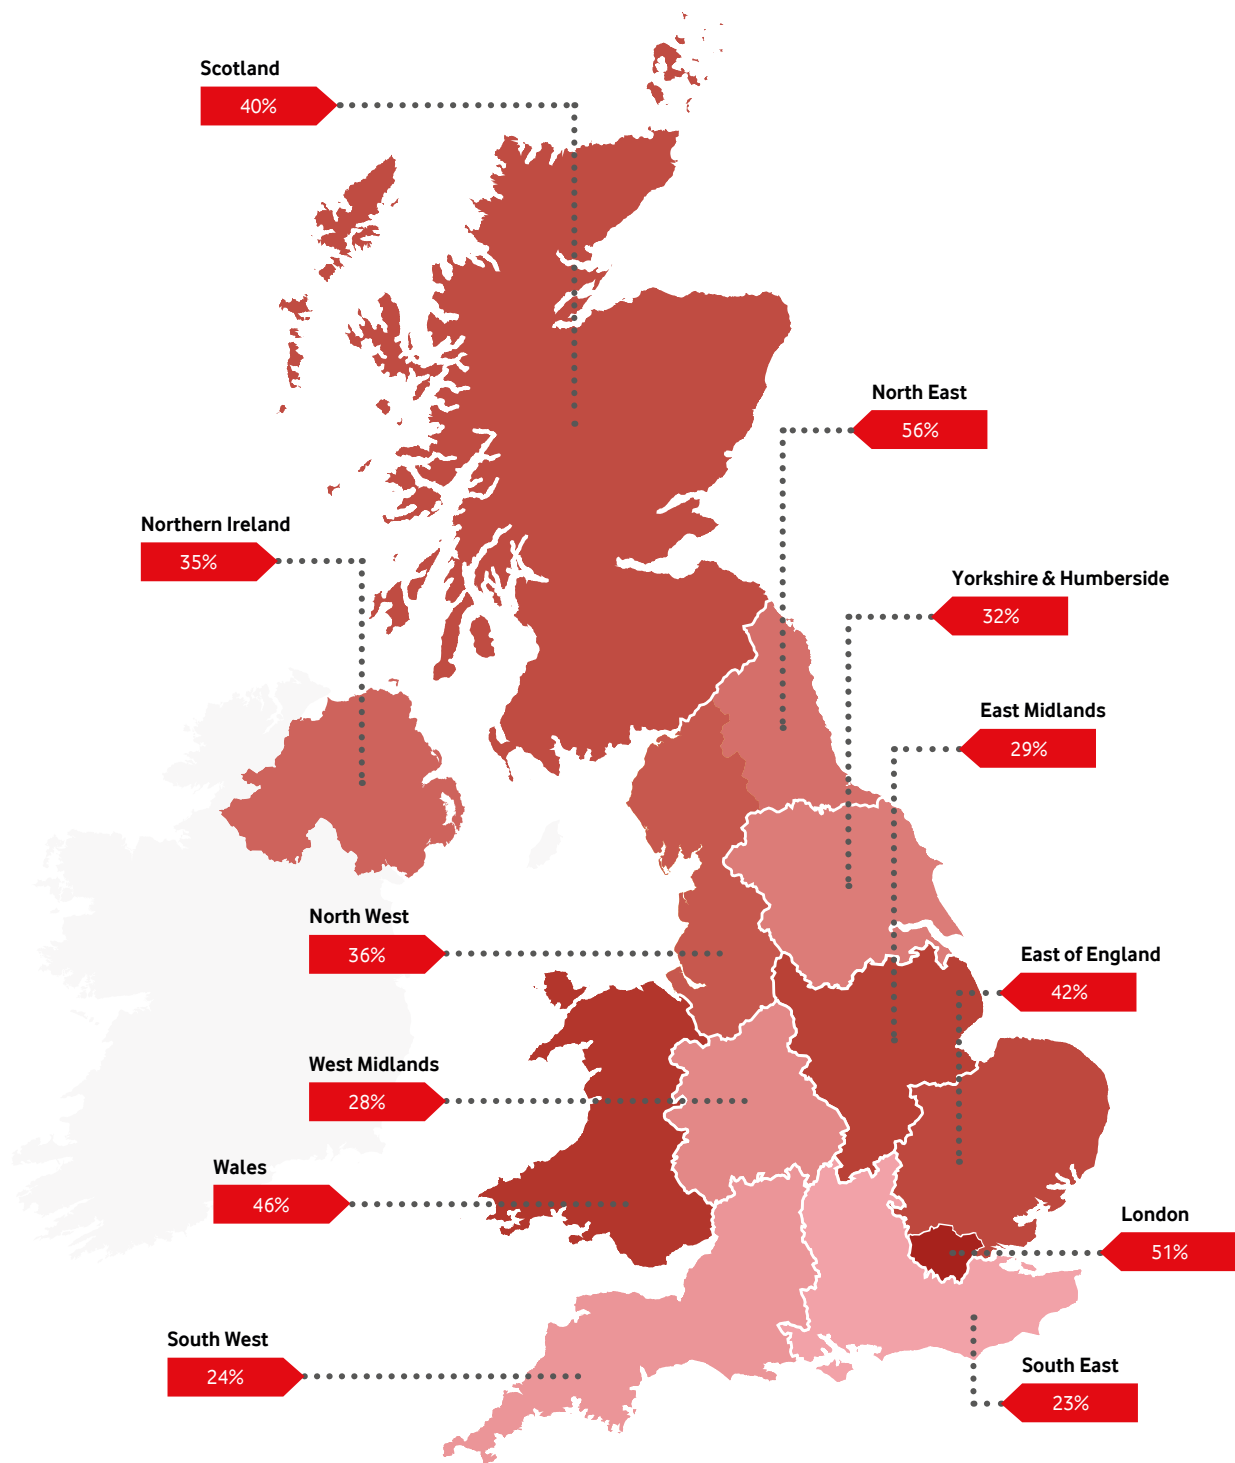 Scotland
40%
North East
56%
Northern Ireland
35%
Yorkshire & Humberside
32%
East Midlands
29%
North West
36%
East of England
42%
West Midlands
28%
Wales
46%
London
51%
South West
24%
South East
23%